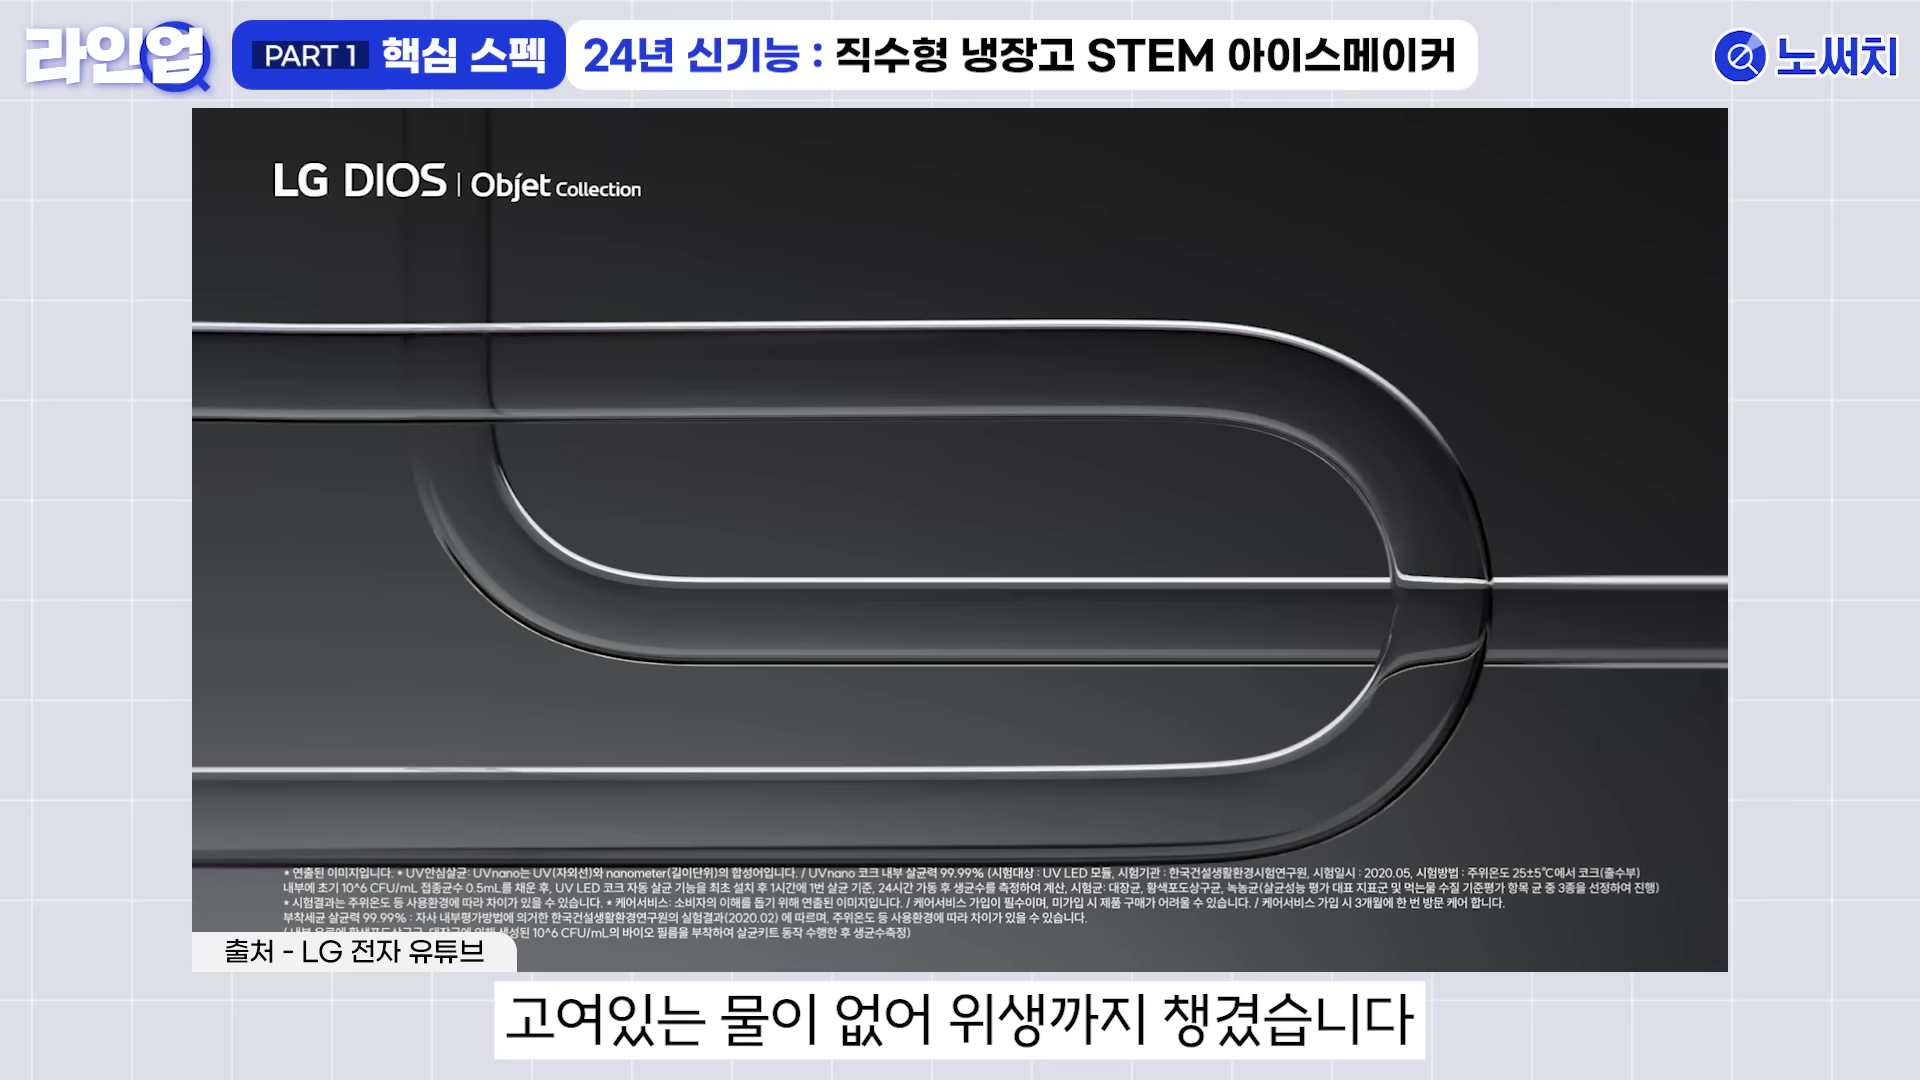 라인업
PART 1 핵심 스펙
24년 신기능 : 직수형 냉장고 STEM 아이스메이커
노써치
LG DIOS | Objet Collection
* 연출된 이미지입니다. * UV안심살균: UVnano는 UV(자외선)와 nanometer(길이단위)의 합성어입니다. / UVnano 코크 내부 살균력 99.99% (시험대상 : UV LED 모듈, 시험기관 : 한국건설생활환경시험연구원, 시험일시 : 2020.05, 시험방법 : 주위온도 25±5℃에서 코크(출수부)
내부에 초기 10^6 CFU/mL 접종균수 0.5mL를 채운 후, UV LED 코크 자동 살균 기능을 최초 설치 후 1시간에 1번 살균 기준, 24시간 가동 후 생균수를 측정하여 계산, 시험균: 대장균, 황색포도상구균, 녹농균(살균성능 평가 대표 지표균 및 먹는물 수질 기준평가 항목 균 중 3종을 선정하여 진행)
* 시험결과는 주위온도 등 사용환경에 따라 차이가 있을 수 있습니다. * 케어서비스: 소비자의 이해를 돕기 위해 연출된 이미지입니다. / 케어서비스 가입이 필수이며, 미가입 시 제품 구매가 어려울 수 있습니다. / 케어서비스 가입 시 3개월에 한 번 방문 케어 합니다.
부착세균 살균력 99.99% : 자사 내부평가방법에 의거한 한국건설생활환경연구원의 실험결과(2020.02) 에 따르며, 주위온도 등 사용환경에 따라 차이가 있을 수 있습니다.
10^6 CFU/mL의 바이오 필름을 부착하여 살균키트 동작 수행한 후 생균수측정)
출처 - LG 전자 유튜브
고여있는 물이 없어 위생까지 챙겼습니다